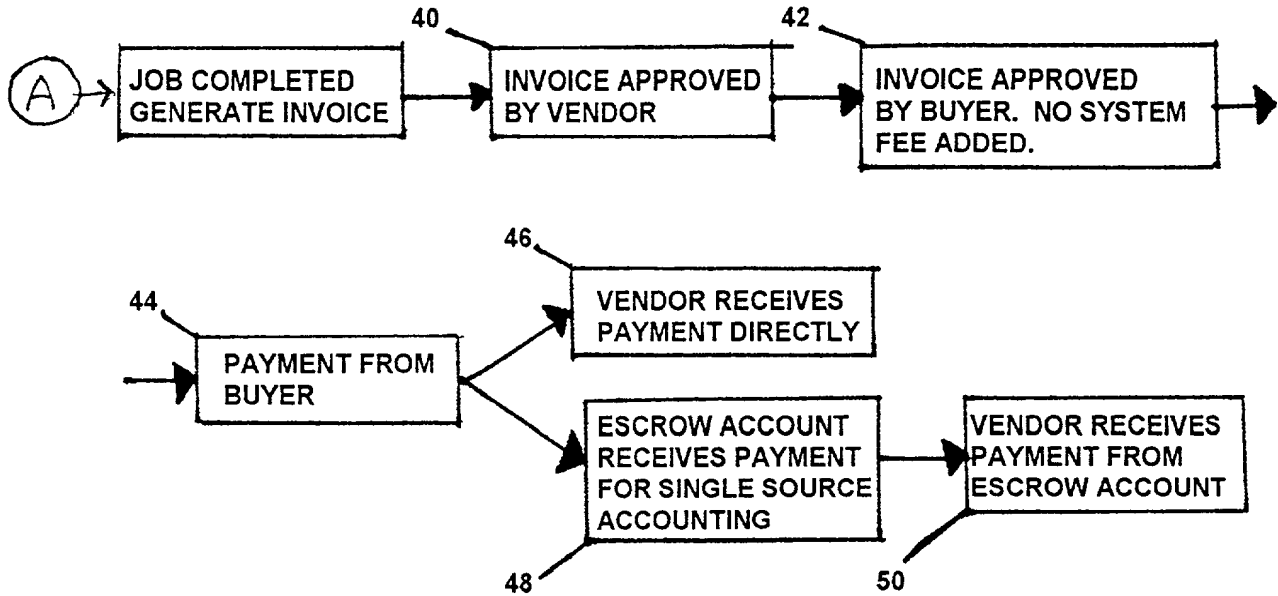 40
42
A
JOB COMPLETED
GENERATE INVOICE
INVOICE APPROVED
BY VENDOR
INVOICE APPROVED
BY BUYER. NO SYSTEM
FEE ADDED.
46
44
VENDOR RECEIVES
PAYMENT DIRECTLY
PAYMENT FROM
BUYER
ESCROW ACCOUNT
RECEIVES PAYMENT
FOR SINGLE SOURCE
ACCOUNTING
VENDOR RECEIVES
PAYMENT FROM
ESCROW ACCOUNT
48
50